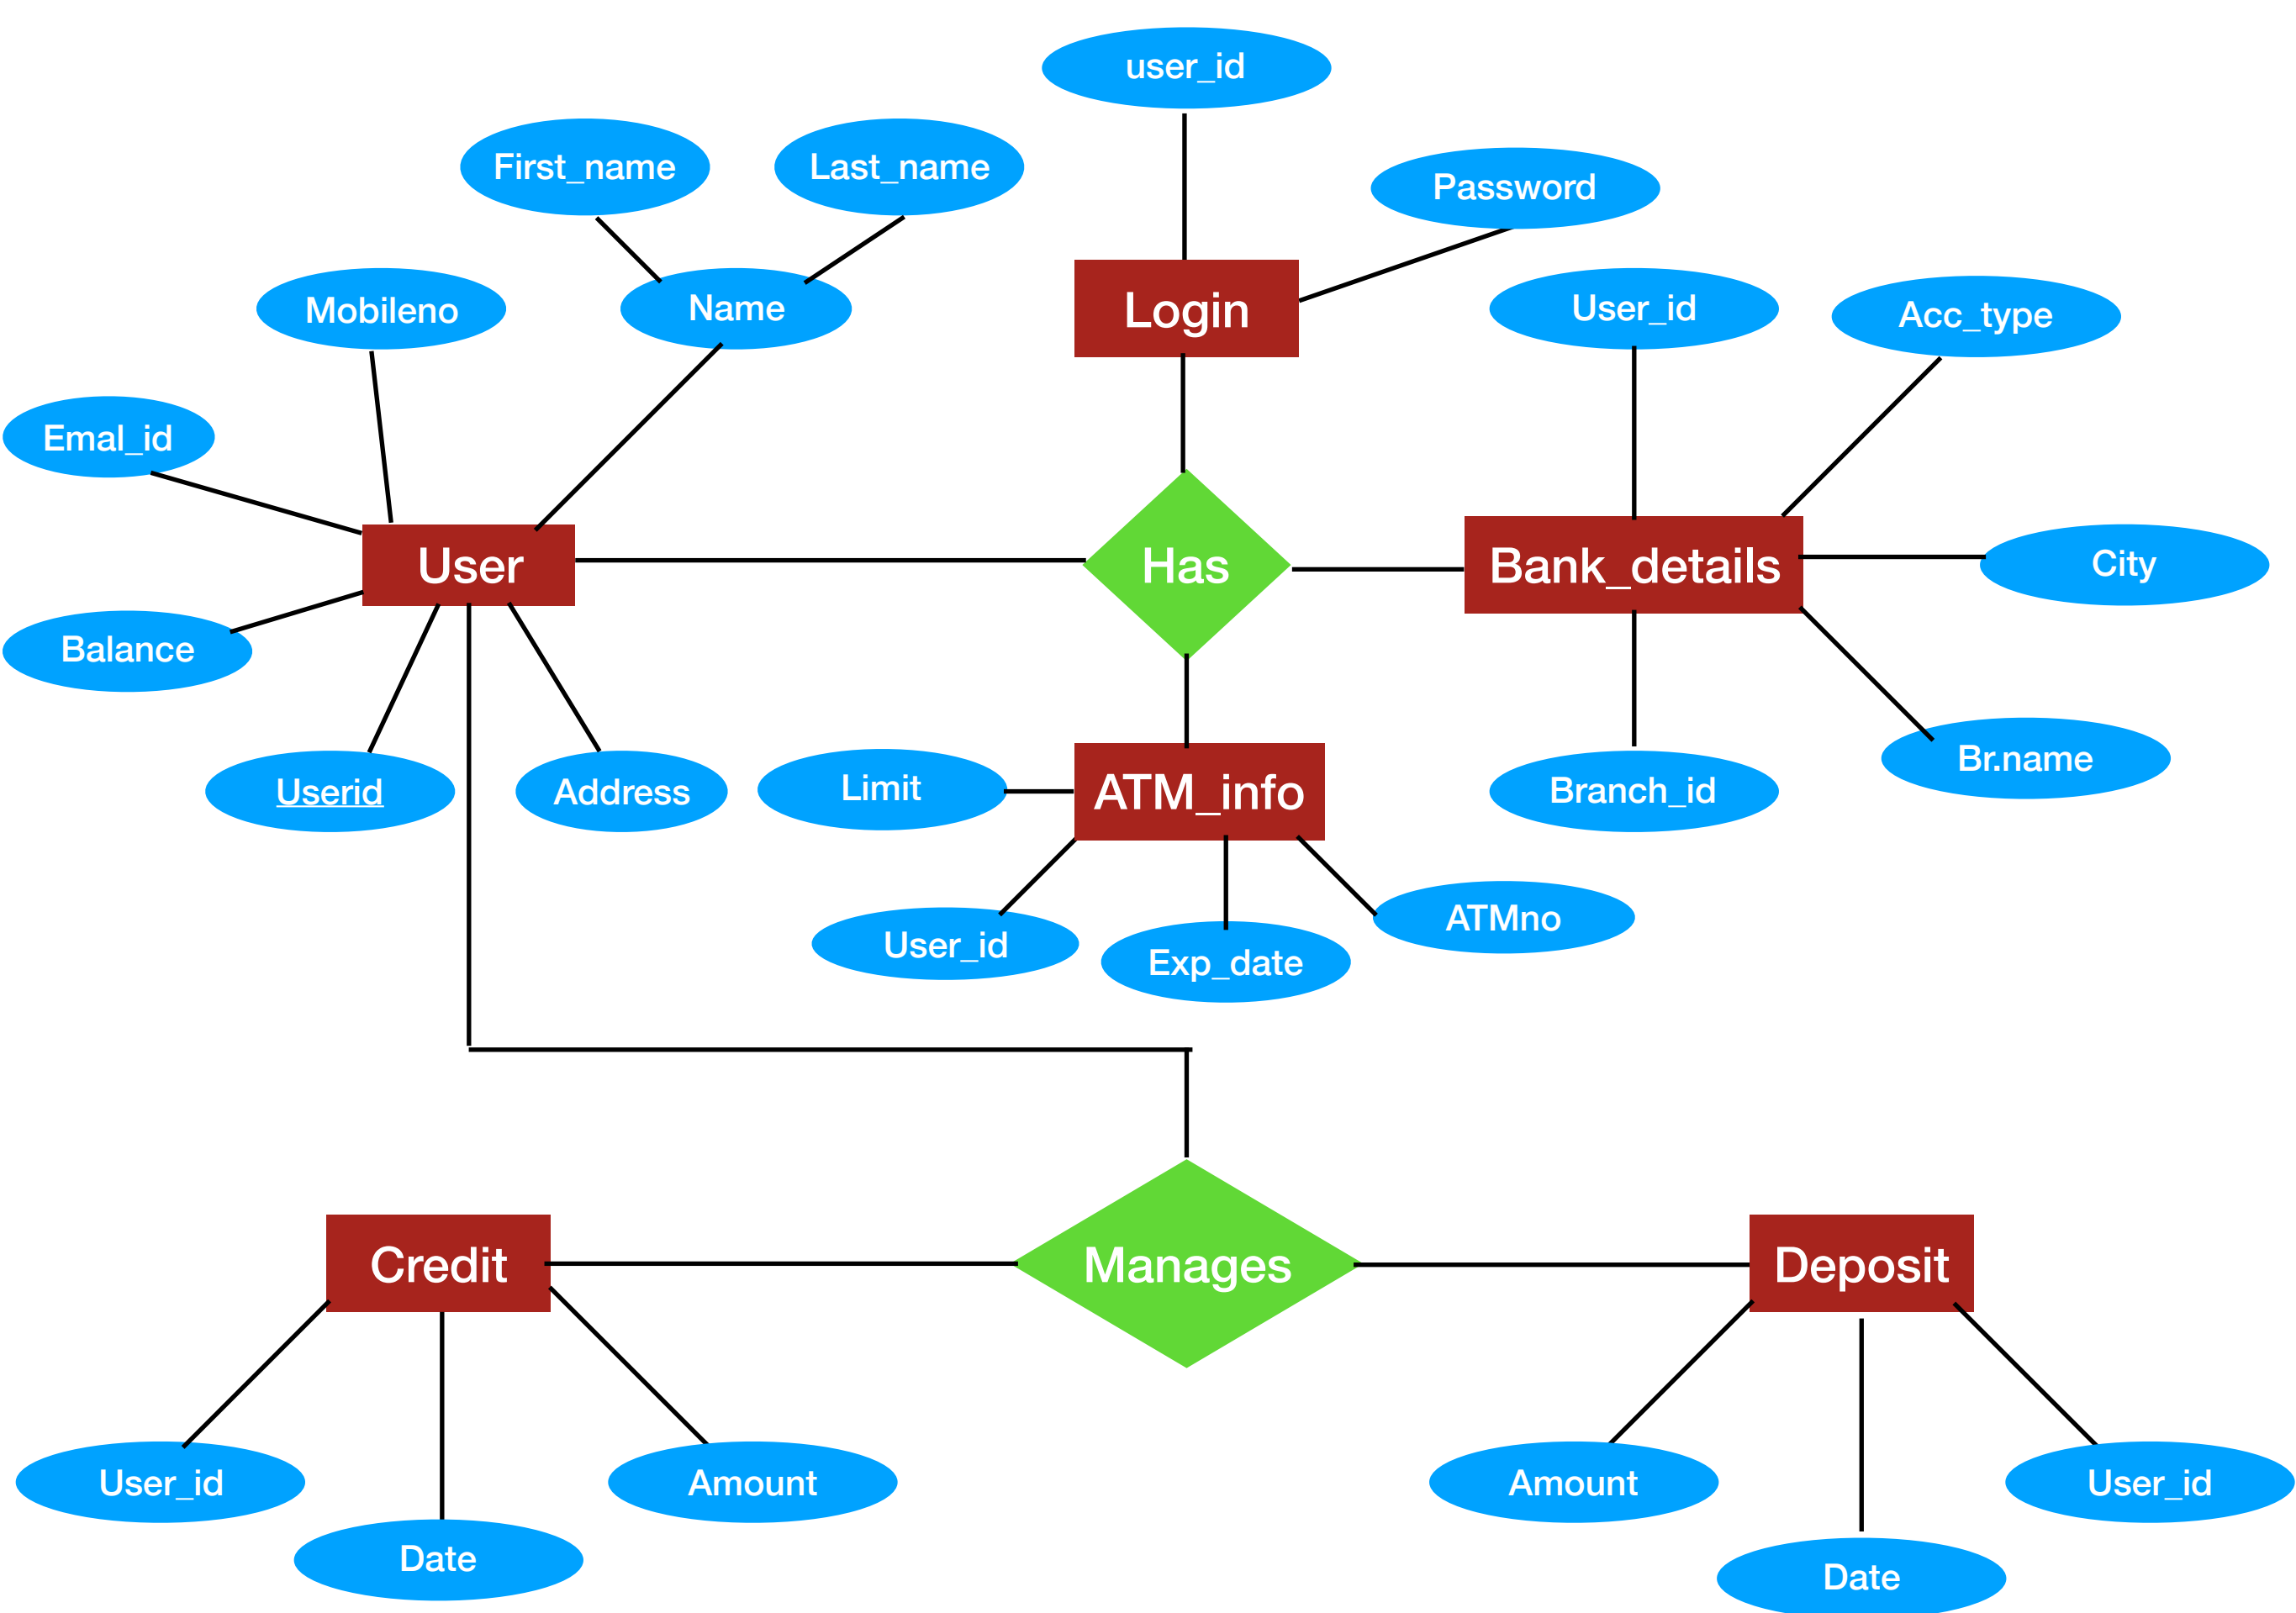 user_id
First_name
Last_name
Password
Mobileno
Name
Login
User_id
Acc_type
Emal_id
User
Has
Bank_details
City
Balance
Userid
Address
Limit
ATM_info
Branch_id
Br.name
User_id
Exp_date
ATMno
Credit
Manages
Deposit
User_id
Date
Amount
Amount
Date
User_id